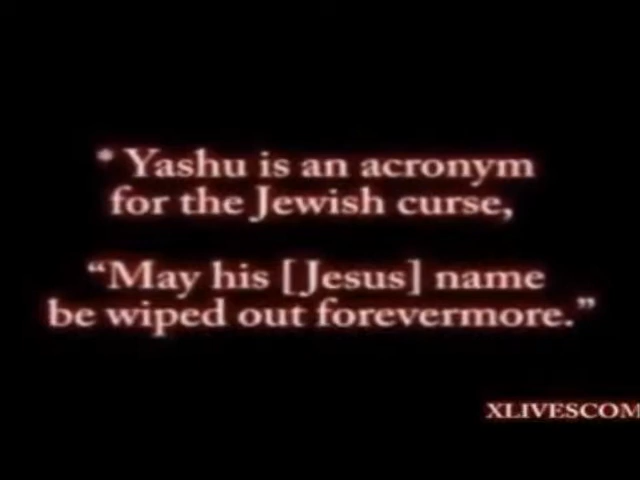 * Yashu is an acronym
for the Jewish curse,
“May his [Jesus] name
be wiped out forevermore.”
XLIVESCOM